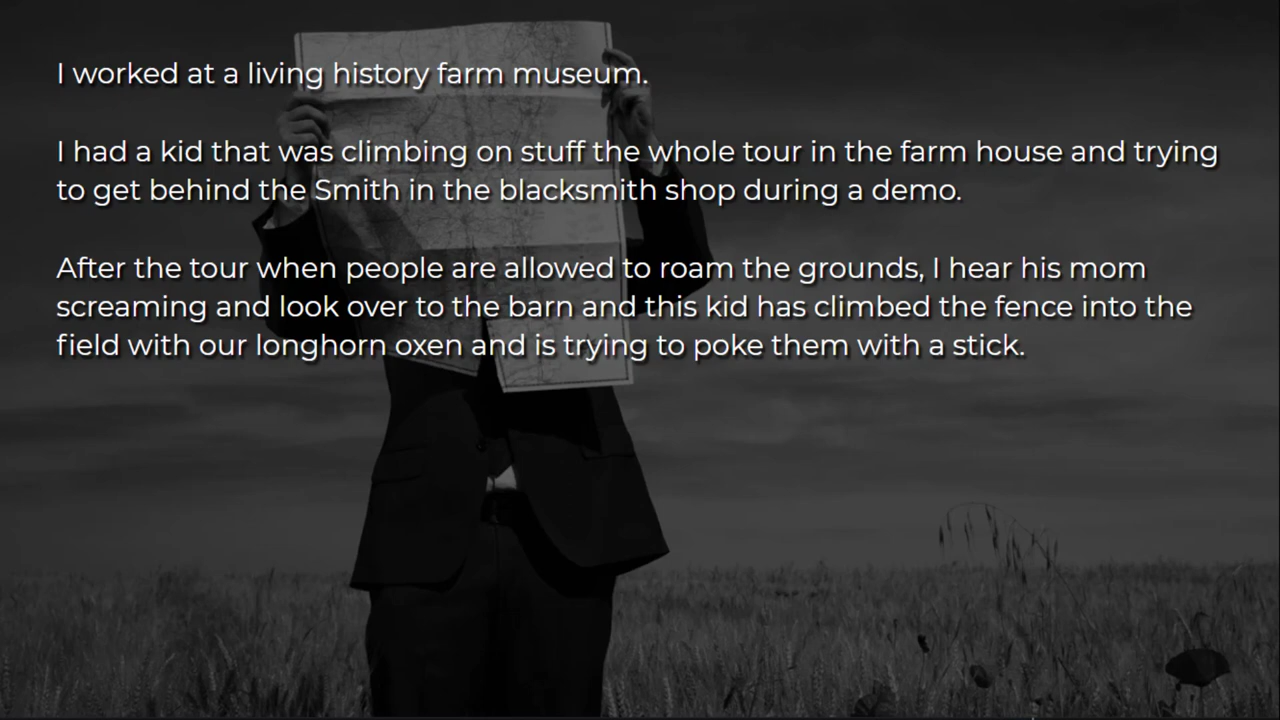 I worked at a living history farm museum.
I had a kid that was climbing on stuff the whole tour in the farm house and trying
to get behind the Smith in the blacksmith shop during a demo.
After the tour when people are allowed to roam the grounds, I hear his mom
screaming and look over to the barn and this kid has climbed the fence into the
field with our longhorn oxen and is trying to poke them with a stick.